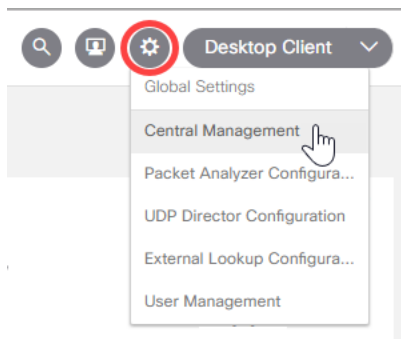 Desktop Client
Global Settings
Central Management
Packet Analyzer Configura...
UDP Director Configuration
External Lookup Configura...
User Management